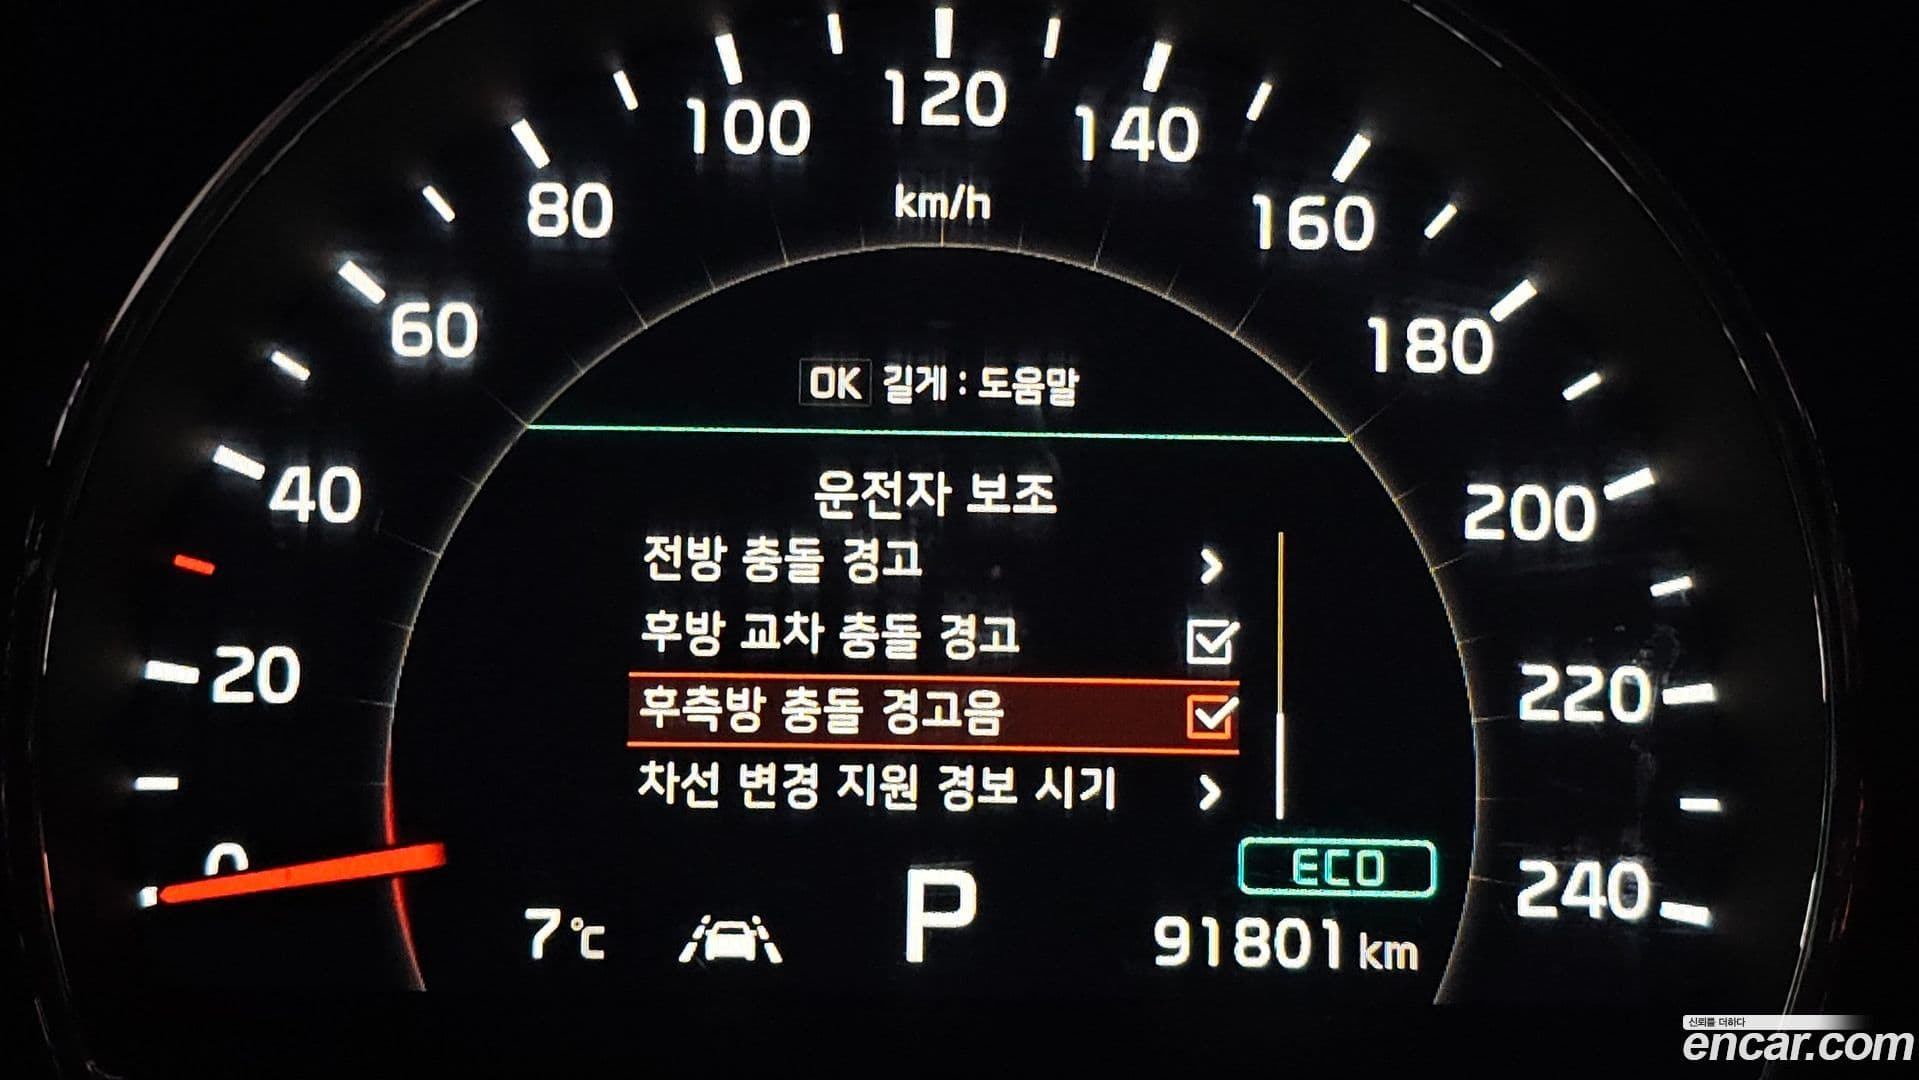 120
100
140
80
km/h
160
60
180
OK 길게 : 도움말
40
운전자 보조
200
전방 충돌 경고
후방 교차 충돌 경고
20
후측방 충돌 경고음
220
차선 변경 지원 경보 시기
0
ECO
240
7℃
P
91801 km
신뢰를 더하다
encar.com